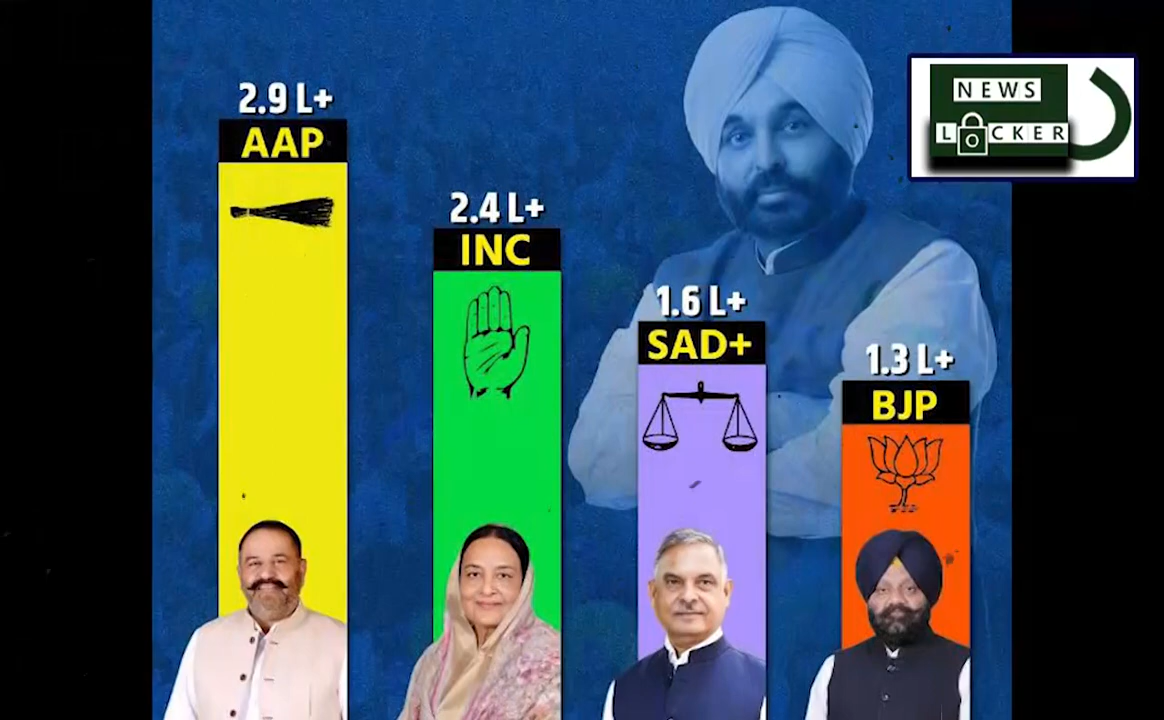 2.9 L+
AAP
2.4 L+
INC
1.6 L+
SAD+
1.3 L+
BJP
NEWS
LOCKER